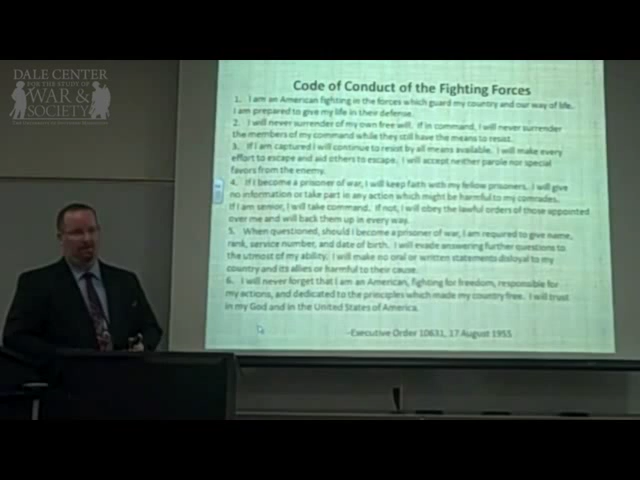 DALE CENTER
FOR THE STUDY OF
WAR &
SOCIETY
Code of Conduct of the Fighting Forces
1. I am an American fighting in the forces which guard my country and our way of life.
I am prepared to give my life in their defense.
2. I will never surrender of my own free will. If in command, I will never surrender
the members of my command while they still have the means to resist.
3. If I am captured I will continue to resist by all means available. I will make every
effort to escape and aid others to escape. I will accept neither parole nor special
favors from the enemy.
4. If I become a prisoner of war, I will keep faith with my fellow prisoners. I will give
no information or take part in any action which might be harmful to my comrades.
If I am senior, I will take command. If not, I will obey the lawful orders of those appointed
over me and will back them up in every way.
5. When questioned, should I become a prisoner of war, I am required to give name,
rank, service number, and date of birth. I will evade answering further questions to
the utmost of my ability. I will make no oral or written statements disloyal to my
country and its allies or harmful to their cause.
6. I will never forget that I am an American, fighting for freedom, responsible for
my actions, and dedicated to the principles which made my country free. I will trust
in my God and in the United States of America.
--Executive Order 10631, 17 August 1955